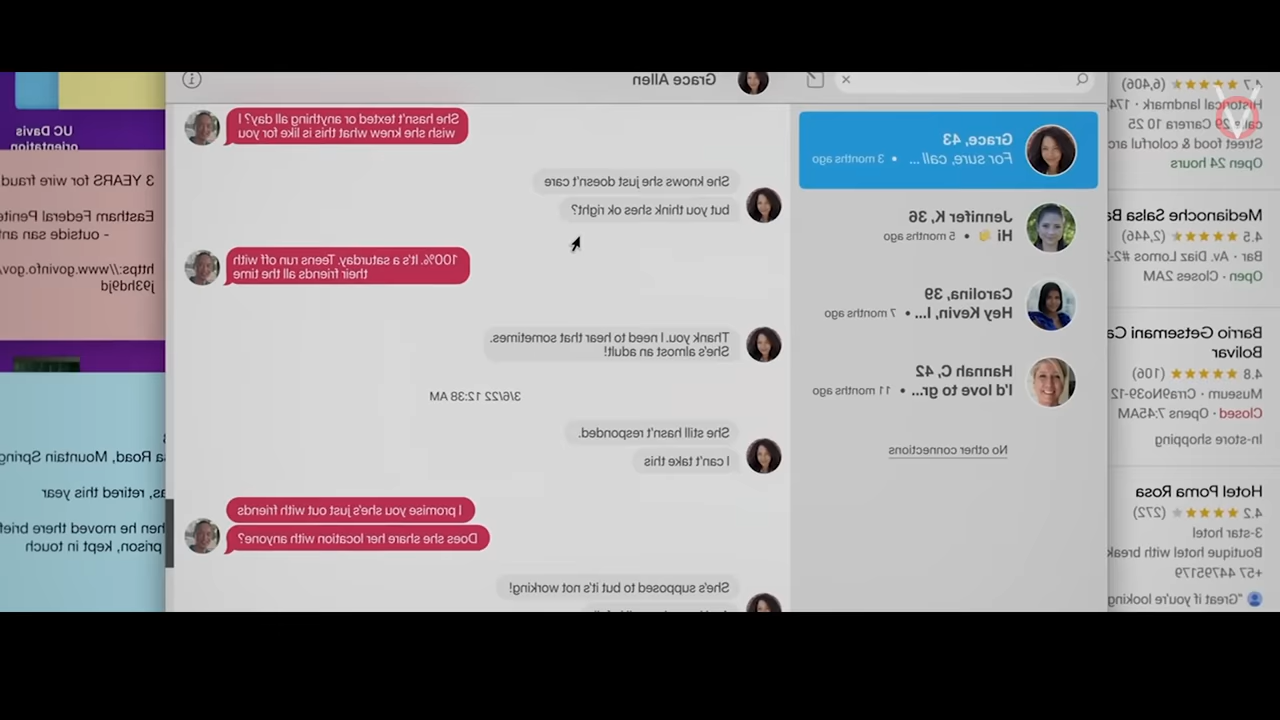 4.7 (6,406)
Historical landmark · 174
calle 29 Carrera 10 25
Street food & colorful arc
Open 24 hours
Medianoche Salsa B
4.5 (2,446)
Bar · Av. Diaz Lomos #2-
Open · Closes 2AM
Barrio Getsemani Ca
Bolivar
4.8 (106)
Museum · Crra9No39-12
Closed · Opens 7:45AM
In-store shopping
Hotel Poma Rosa
4.2 (272)
3-star hotel
Boutique hotel with break
+57 44795179
"Great if you're looking
Grace, 43
For sure, call... • 3 months ago
Jennifer K, 36
Hi 👋 • 5 months ago
Carolina, 39
Hey Kevin, I... • 7 months ago
Hannah C, 42
I'd love to gr... • 11 months ago
No other connections
Grace Allen
She hasn't texted or anything all day? I
wish she knew what this is like for you
She knows she just doesn't care
but you think shes ok right?
100%. It's a saturday. Teens run off with
their friends all the time
Thank you. I need to hear that sometimes.
She's almost an adult!
3/6/22 12:38 AM
She still hasn't responded.
I can't take this
I promise you she's just out with friends
Does she share her location with anyone?
She's supposed to but it's not working!
UC Davis
orientation
3 YEARS for wire fraud
Eastham Federal Penite
- outside san ant
https://www.govinfo.gov/
j93hd9jd
sa Road, Mountain Spring
as, retired this year
hen he moved there brief
prison, kept in touch